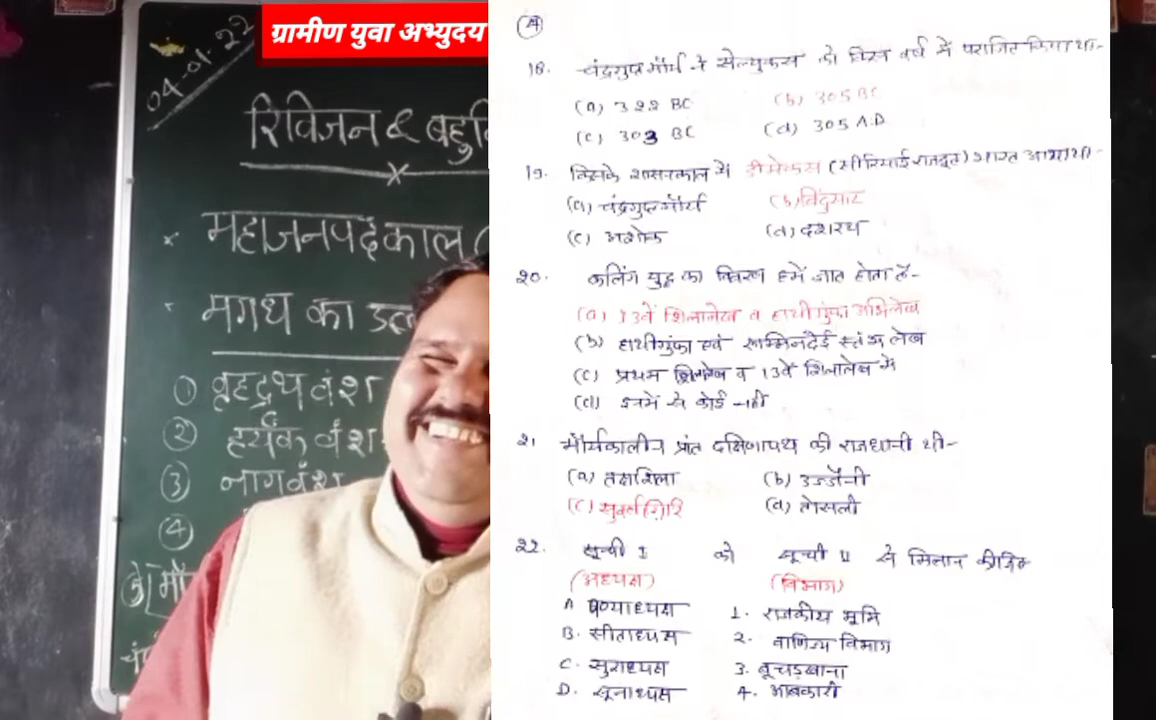 ग्रामीण युवा अभ्युदय
04-01-22
रिविजन & बहुवि
महाजनपद काल
मगध का उत्क
① वृहद्रथ वंश
② हर्यक वंश
③ नागवंश
④
⑤ मौ
(4)
18. चंद्रगुप्त मौर्य ने सेल्युकस को किस वर्ष में पराजित किया था-
(a) 322 BC (b) 305 BC
(c) 303 BC (d) 305 A.D
19. किसके शासनकाल में डीमेकस (सीरियाई राजदूत) भारत आया था-
(a) चंद्रगुप्त मौर्य (b) बिंदुसार
(c) अशोक (d) दशरथ
20. कलिंग युद्ध का विवरण हमें ज्ञात होता है-
(a) 13वें शिलालेख व हाथीगुंफा अभिलेख
(b) हाथीगुंफा एवं रूम्मिनदेई स्तंभ लेख
(c) प्रथम शिलालेख व 13वें शिलालेख में
(d) इनमें से कोई नहीं
21 मौर्यकालीन प्रांत दक्षिणापथ की राजधानी थी-
(a) तक्षशिला (b) उज्जैनी
(c) सुवर्णगिरि (d) तोसली
22. सूची I को सूची II से मिलान कीजिए
(अध्यक्ष) (विभाग)
A पण्याध्यक्ष 1. राजकीय भूमि
B. सीताध्यक्ष 2. वाणिज्य विभाग
C. सुराध्यक्ष 3. बूचड़खाना
D. सूनाध्यक्ष 4. आबकारी